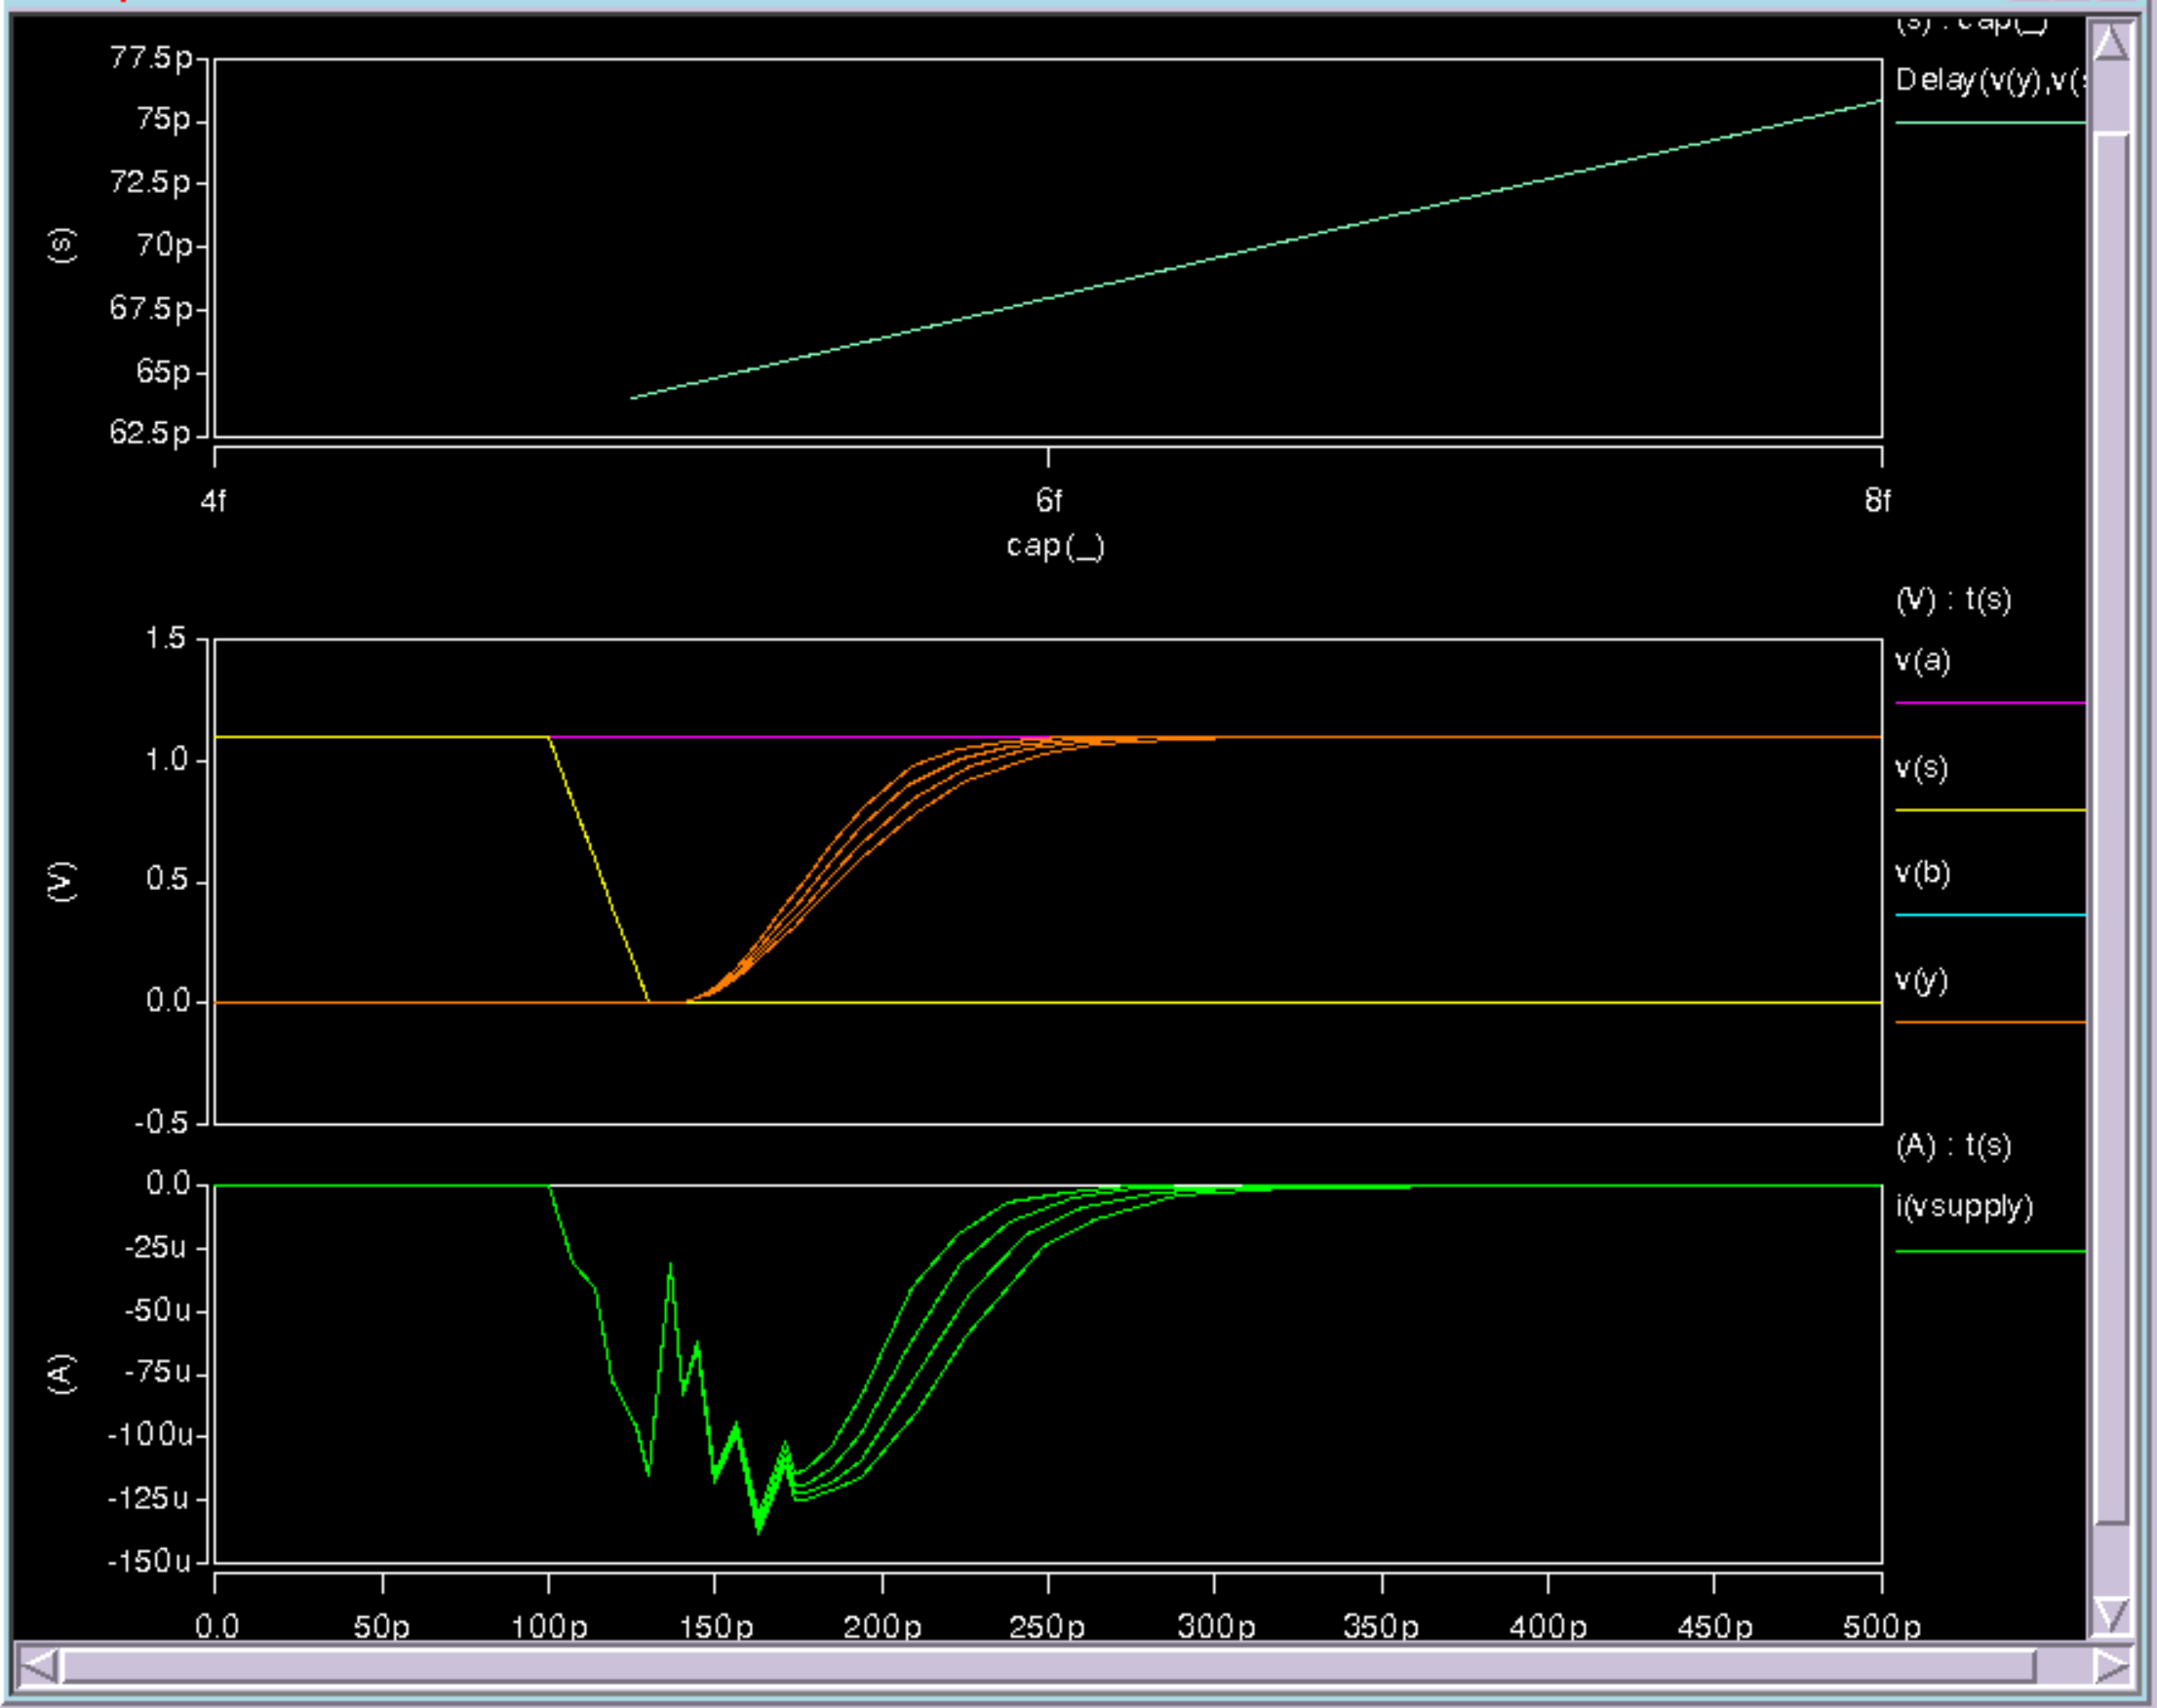 (s) : cap(_)
77.5p
Delay(v(y),v(s
75p
72.5p
70p
(s)
67.5p
65p
62.5p
4f 6f 8f
cap(_)
(V) : t(s)
1.5
v(a)
1.0
v(s)
0.5
(V)
v(b)
0.0
v(y)
-0.5
(A) : t(s)
0.0
i(vsupply)
-25u
-50u
-75u
(A)
-100u
-125u
-150u
0.0 50p 100p 150p 200p 250p 300p 350p 400p 450p 500p